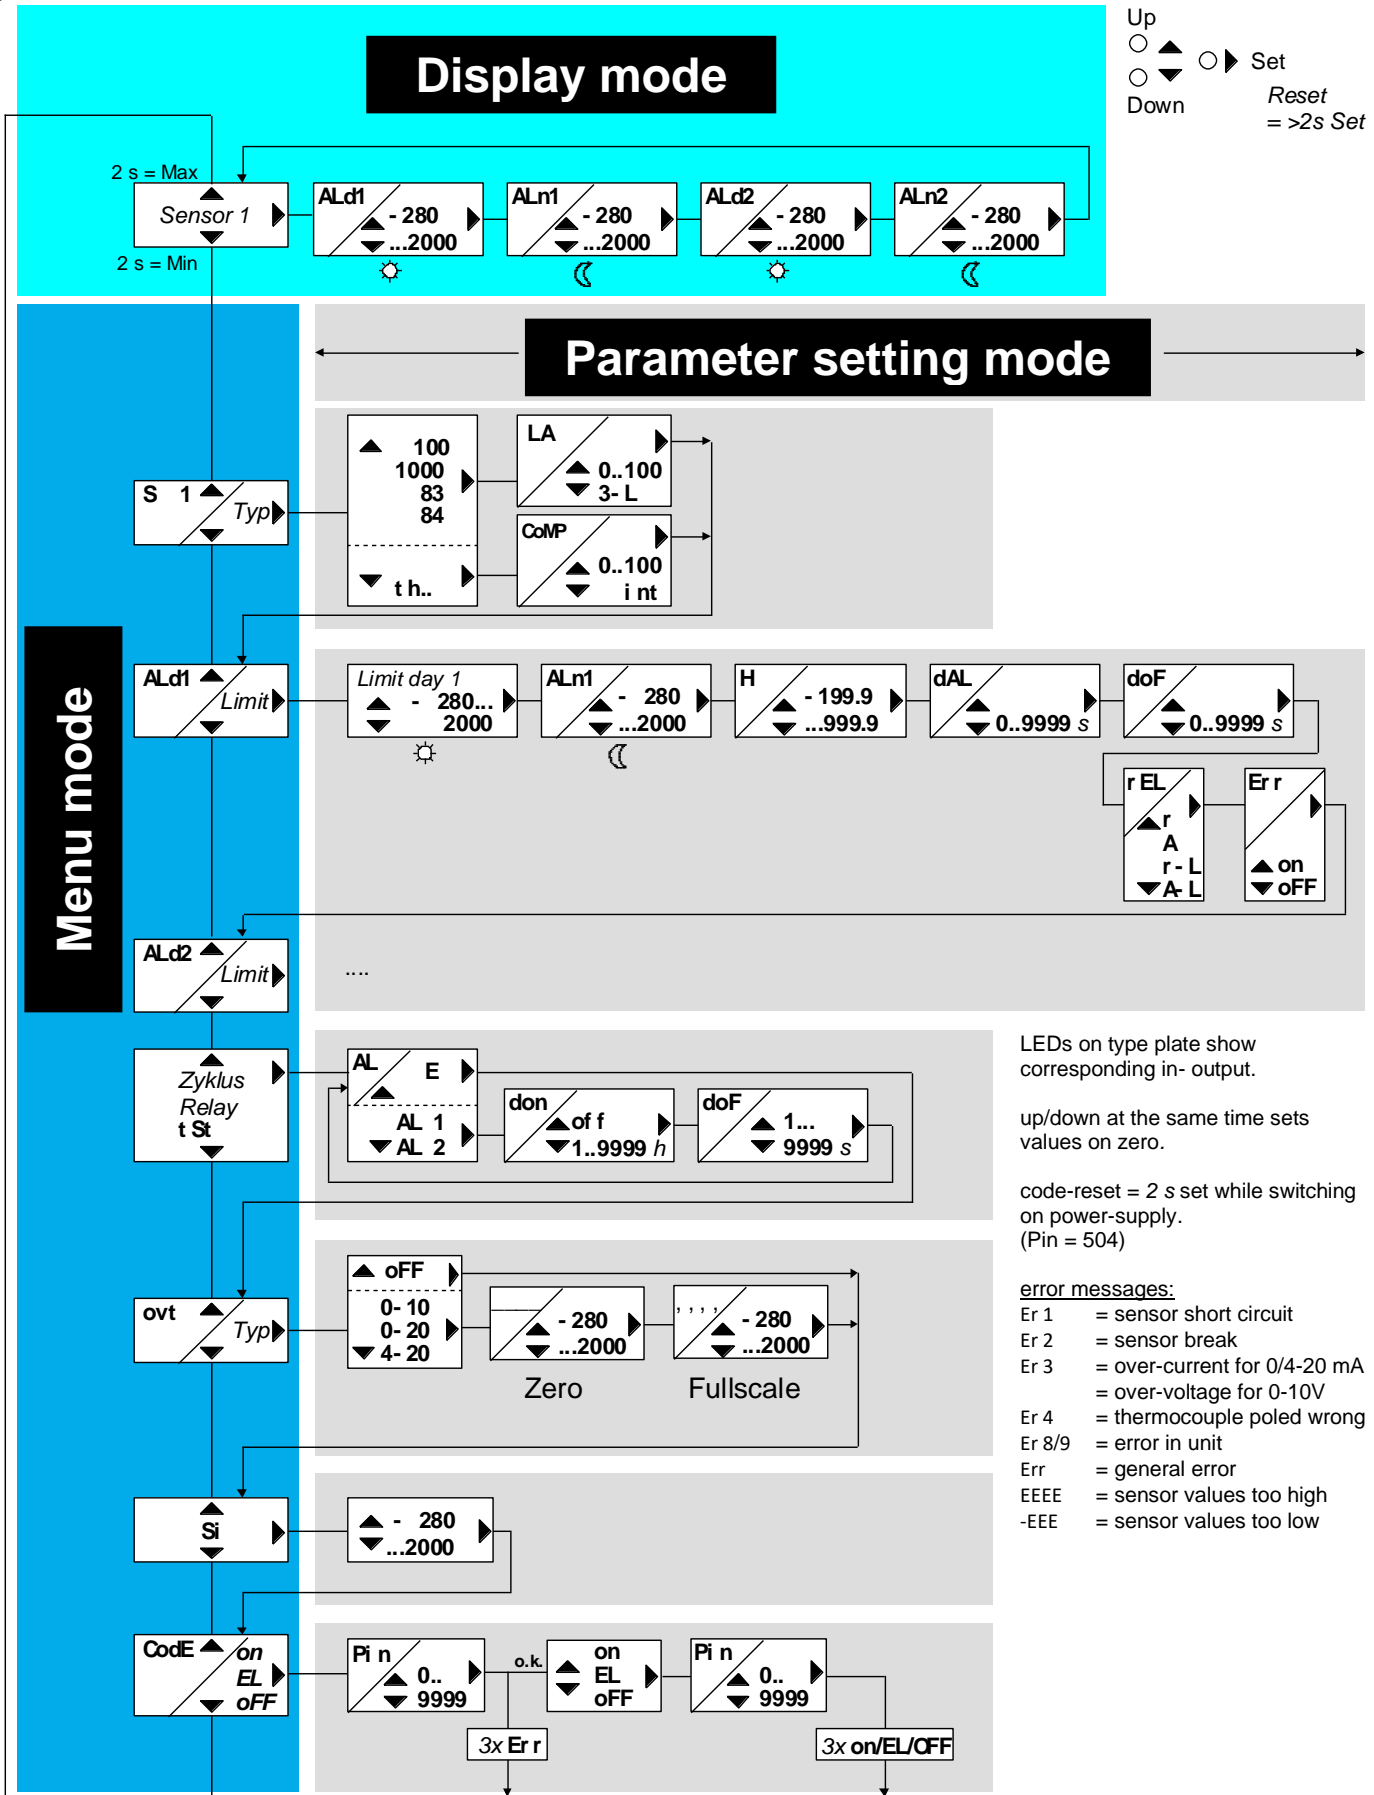 Up
Set
Down
Reset
= >2s Set
Display mode
2 s = Max
Sensor 1
2 s = Min
ALd1
- 280
...2000
ALn1
- 280
...2000
ALd2
- 280
...2000
ALn2
- 280
...2000
Parameter setting mode
Menu mode
S 1
Typ
100
1000
83
84
t h..
LA
0..100
3- L
CoMP
0..100
i nt
ALd1
Limit
Limit day 1
- 280...
2000
ALn1
- 280
...2000
H
- 199.9
...999.9
dAL
0..9999 s
doF
0..9999 s
r EL
r
A
r - L
A- L
Er r
on
oFF
ALd2
Limit
....
Zyklus
Relay
t St
AL
E
AL 1
AL 2
don
of f
1..9999 h
doF
1...
9999 s
LEDs on type plate show
corresponding in- output.
up/down at the same time sets
values on zero.
code-reset = 2 s set while switching
on power-supply.
(Pin = 504)
error messages:
Er 1 = sensor short circuit
Er 2 = sensor break
Er 3 = over-current for 0/4-20 mA
= over-voltage for 0-10V
Er 4 = thermocouple poled wrong
Er 8/9 = error in unit
Err = general error
EEEE = sensor values too high
-EEE = sensor values too low
ovt
Typ
oFF
0- 10
0- 20
4- 20
____
- 280
...2000
Zero
, , , ,
- 280
...2000
Fullscale
Si
- 280
...2000
CodE
on
EL
oFF
Pi n
0..
9999
o.k.
on
EL
oFF
Pi n
0..
9999
3x Er r
3x on/EL/OFF